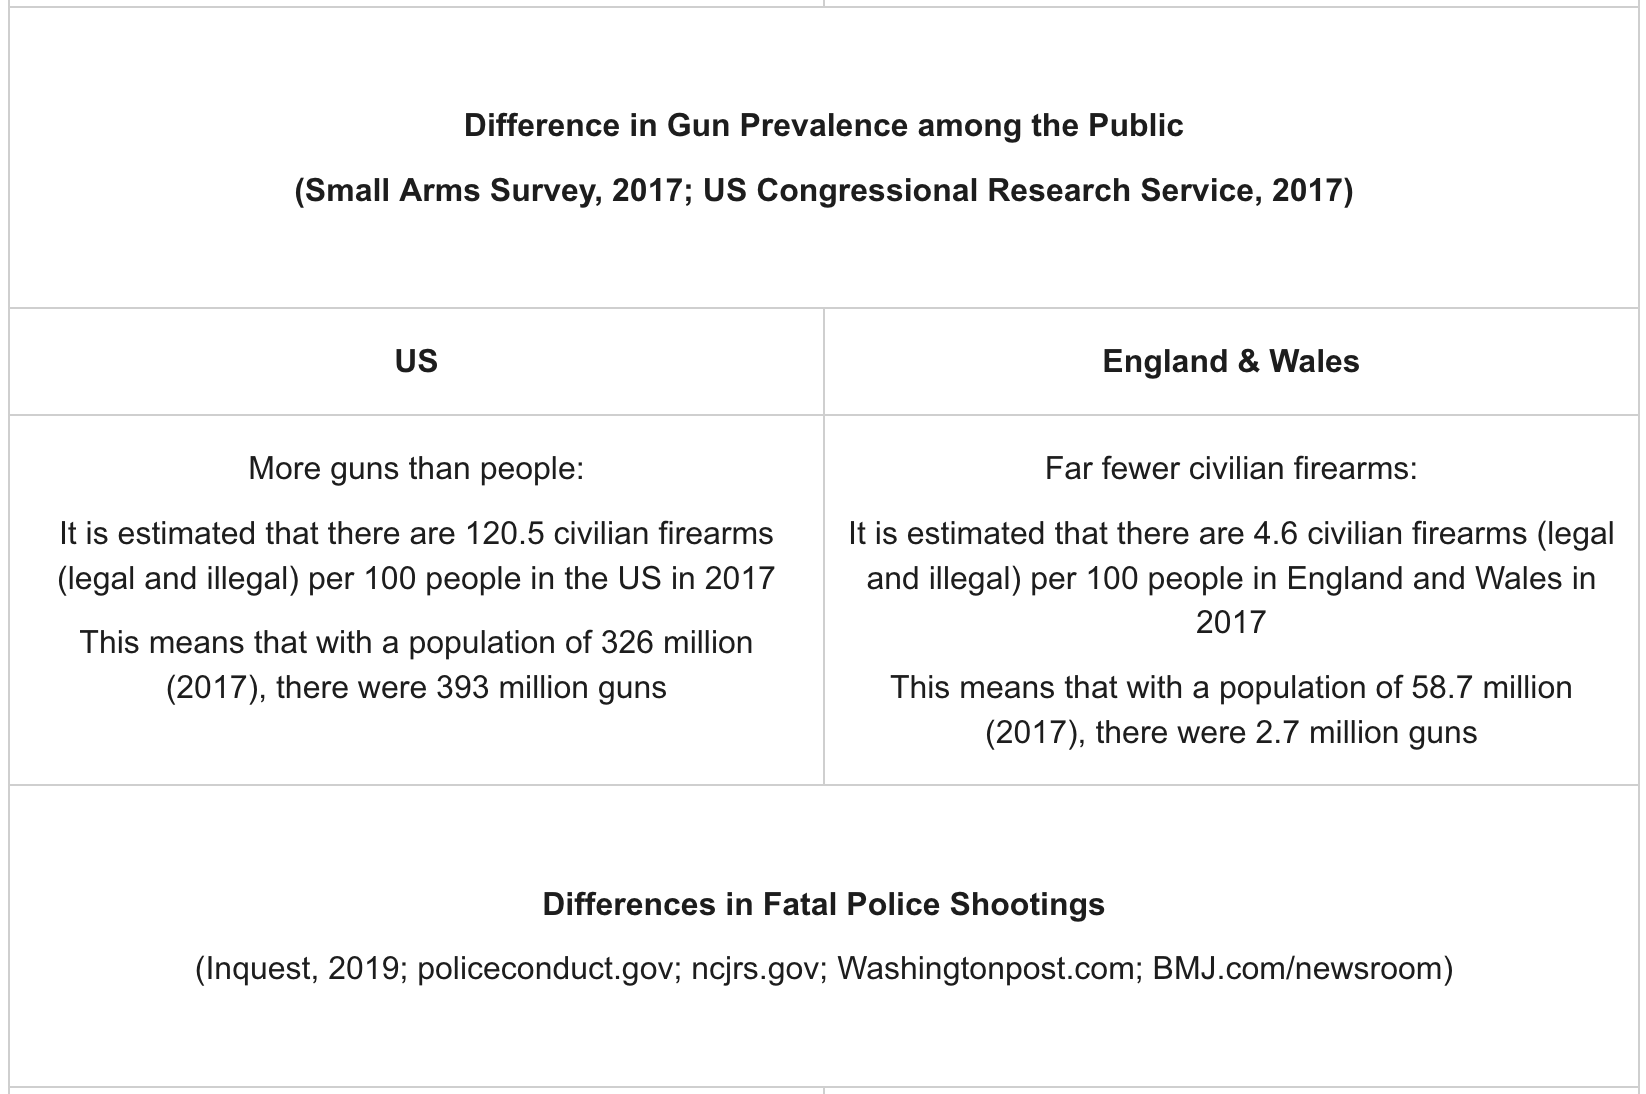 Difference in Gun Prevalence among the Public
(Small Arms Survey, 2017; US Congressional Research Service, 2017)
US
England & Wales
More guns than people:
It is estimated that there are 120.5 civilian firearms
(legal and illegal) per 100 people in the US in 2017
This means that with a population of 326 million
(2017), there were 393 million guns
Far fewer civilian firearms:
It is estimated that there are 4.6 civilian firearms (legal
and illegal) per 100 people in England and Wales in
2017
This means that with a population of 58.7 million
(2017), there were 2.7 million guns
Differences in Fatal Police Shootings
(Inquest, 2019; policeconduct.gov; ncjrs.gov; Washingtonpost.com; BMJ.com/newsroom)